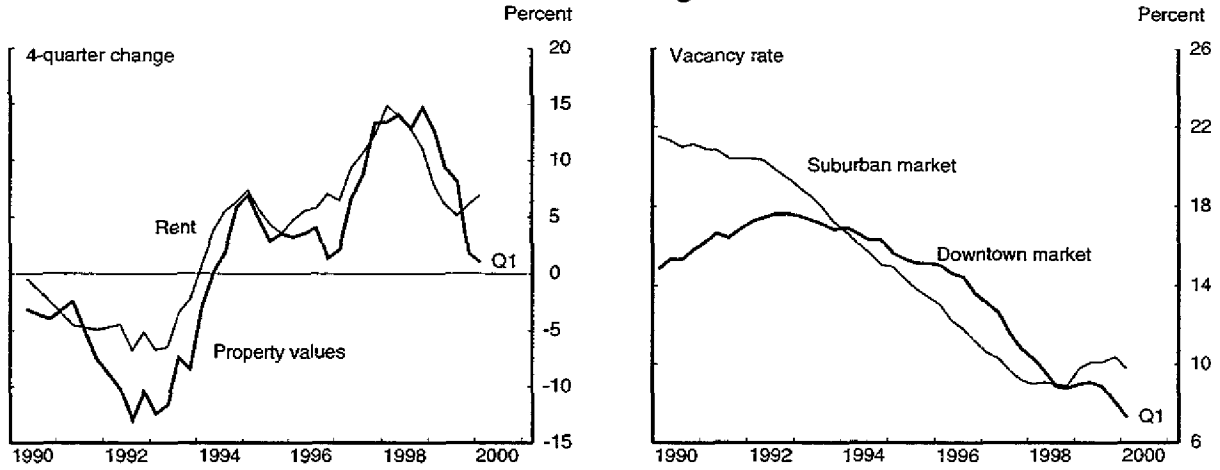 Percent
4-quarter change
20
15
10
5
0
-5
-10
-15
Rent
Property values
Q1
1990 1992 1994 1996 1998 2000
Percent
Vacancy rate
26
22
18
14
10
6
Suburban market
Downtown market
Q1
1990 1992 1994 1996 1998 2000